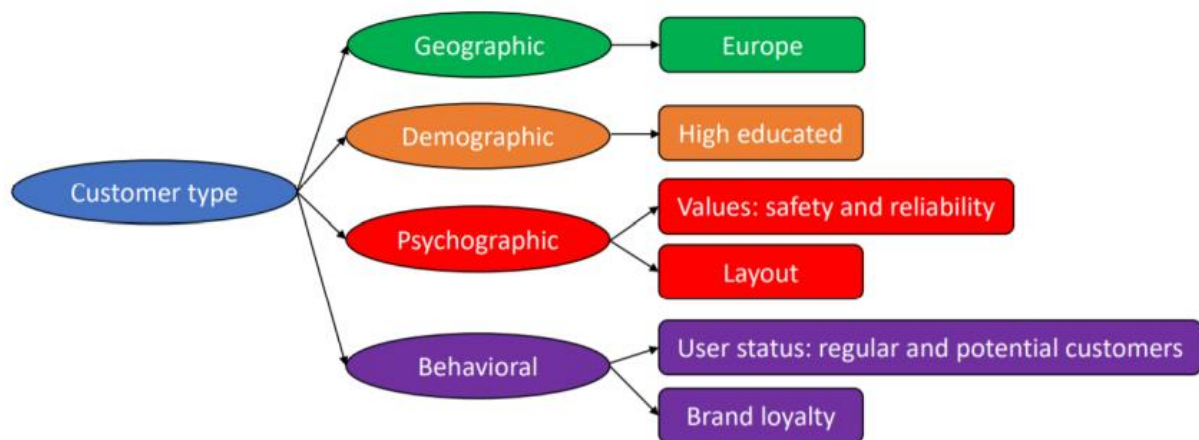 Geographic
Europe
Demographic
High educated
Customer type
Psychographic
Values: safety and reliability
Layout
Behavioral
User status: regular and potential customers
Brand loyalty